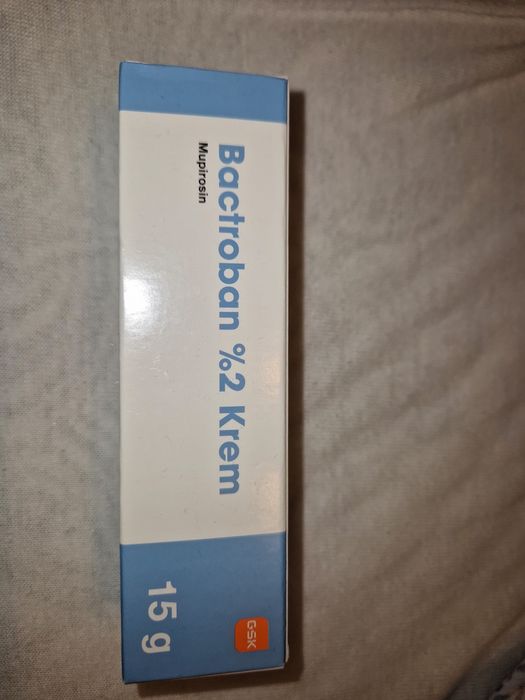 Bactroban %2 Krem
Mupirosin
GSK
15 g